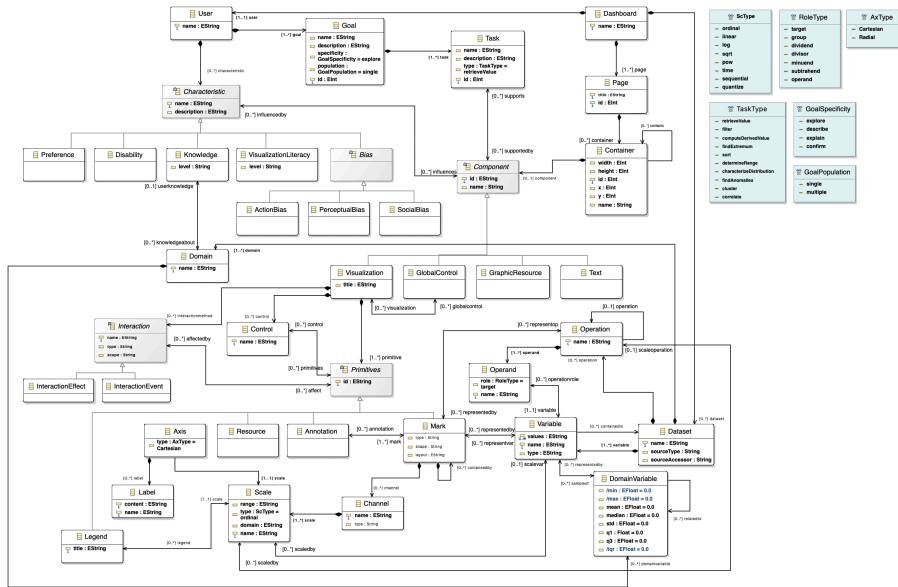 User
name : EString
[1..1] user
[1..1] goal
Goal
name : EString
description : EString
specificity :
GoalSpecificity = explore
population :
GoalPopulation = single
id : EInt
[1..*] task
Task
name : EString
description : EString
type : TaskType =
retrieveValue
id : EInt
[0..*] supports
[0..*] supportedby
Dashboard
name : EString
[1..*] page
Page
title : EString
id : EInt
[0..*] container
[0..*] contains
Container
width : EInt
height : EInt
id : EInt
x : EInt
y : EInt
name : String
[0..1] component
ScType
ordinal
linear
log
sqrt
pow
time
sequential
quantize
RoleType
target
group
dividend
divisor
minuend
subtrahend
operand
AxType
Cartesian
Radial
TaskType
retrieveValue
filter
computeDerivedValue
findExtremum
sort
determineRange
characterizeDistribution
findAnomalies
cluster
correlate
GoalSpecificity
explore
describe
explain
confirm
GoalPopulation
single
multiple
[0..*] characteristic
Characteristic
name : EString
description : EString
[0..*] influencedby
[0..*] influences
Preference
Disability
Knowledge
level : String
VisualizationLiteracy
level : String
Bias
ActionBias
PerceptualBias
SocialBias
Component
id : EString
name : String
[0..1] userknowledge
[0..*] knowledgeabout
[1..*] domain
Domain
name : EString
Visualization
title : EString
GlobalControl
GraphicResource
Text
[0..*] visualization
[0..*] globalcontrol
[0..*] interactionmethod
[0..*] control
Interaction
name : EString
type : String
scope : String
[0..*] affectedby
InteractionEffect
InteractionEvent
Control
name : EString
[0..*] control
[0..*] primitives
[0..*] affect
[1..*] primitive
Primitives
id : EString
[0..*] representop
[0..1] operation
Operation
name : EString
[0..1] scaleoperation
[1..*] operand
[0..*] operation
Operand
role : RoleType =
target
name : EString
[0..*] operationrole
[1..1] variable
[0..*] dataset
Axis
type : AxType =
Cartesian
Resource
Annotation
[0..*] annotation
[1..*] mark
Mark
type : String
shape : String
layout : String
[0..*] representedby
[0..*] representedby
[0..*] representvar
[0..*] composedby
Variable
values : EString
name : EString
type : EString
[0..1] scalevar
[0..*] containedin
[1..*] variable
Dataset
name : EString
sourceType : String
sourceAccessor : String
[0..*] representedby
[0..*] samplesof
[0..*] label
[1..*] scale
Label
content : EString
name : EString
[1..1] scale
Scale
range : EString
type : ScType =
ordinal
domain : EString
name : EString
[1..*] scale
[0..*] channel
Channel
name : EString
type : String
Legend
title : EString
[0..*] legend
[0..*] scaledby
[0..*] scaledby
DomainVariable
/min : EFloat = 0.0
/max : EFloat = 0.0
mean : EFloat = 0.0
median : EFloat = 0.0
std : EFloat = 0.0
q1 : Float = 0.0
q3 : EFloat = 0.0
/iqr : EFloat = 0.0
[0..*] relatedto
[0..*] domainvariable